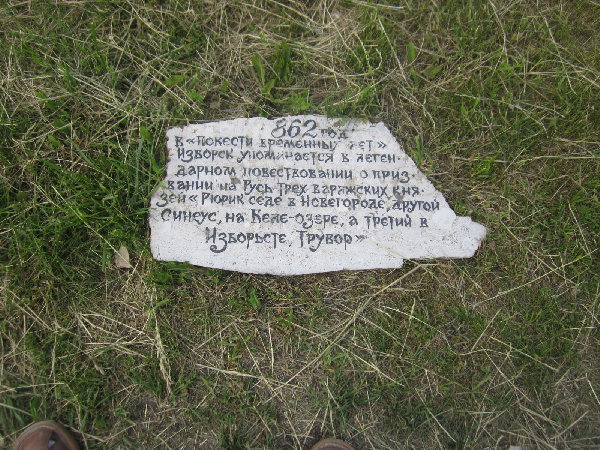 862 год
в «Повести временных лет»
Изборск упоминается в леген-
дарном повествовании о приз
вании на Русь трех варяжских кня
зей «Рюрик седе в Новегороде, другой
Синеус, на Беле-озере, а третий в
Изборьсте, Трувор»